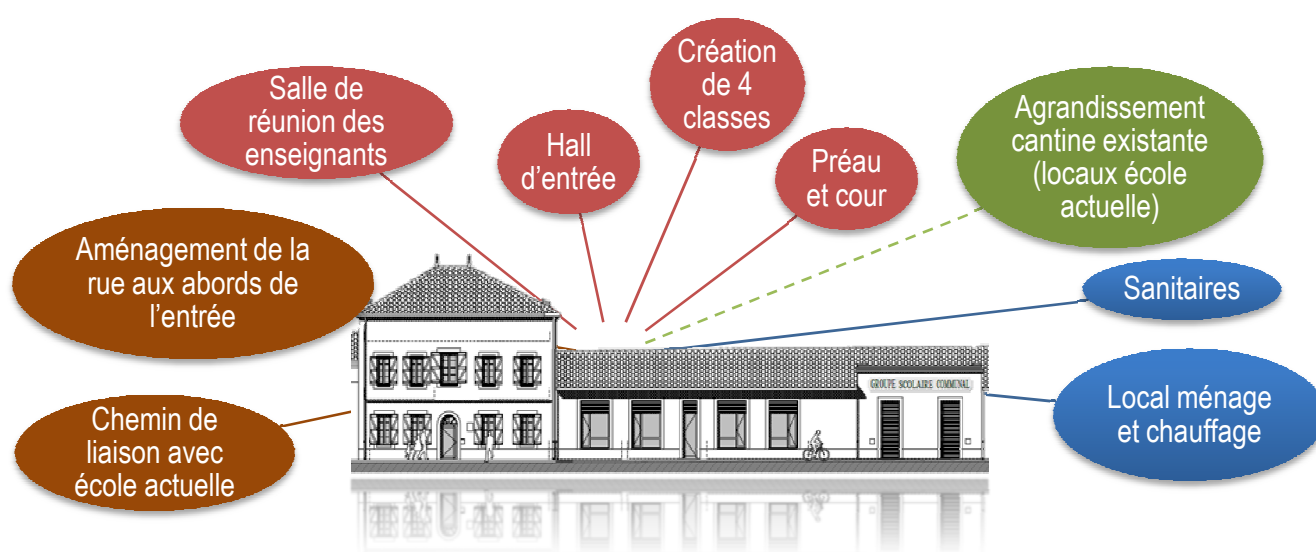 Création
de 4
classes
Salle de
réunion des
enseignants
Hall
d'entrée
Préau
et cour
Agrandissement
cantine existante
(locaux école
actuelle)
Aménagement de la
rue aux abords de
l'entrée
Sanitaires
GROUPE SCOLAIRE COMMUNAL
Chemin de
liaison avec
école actuelle
Local ménage
et chauffage